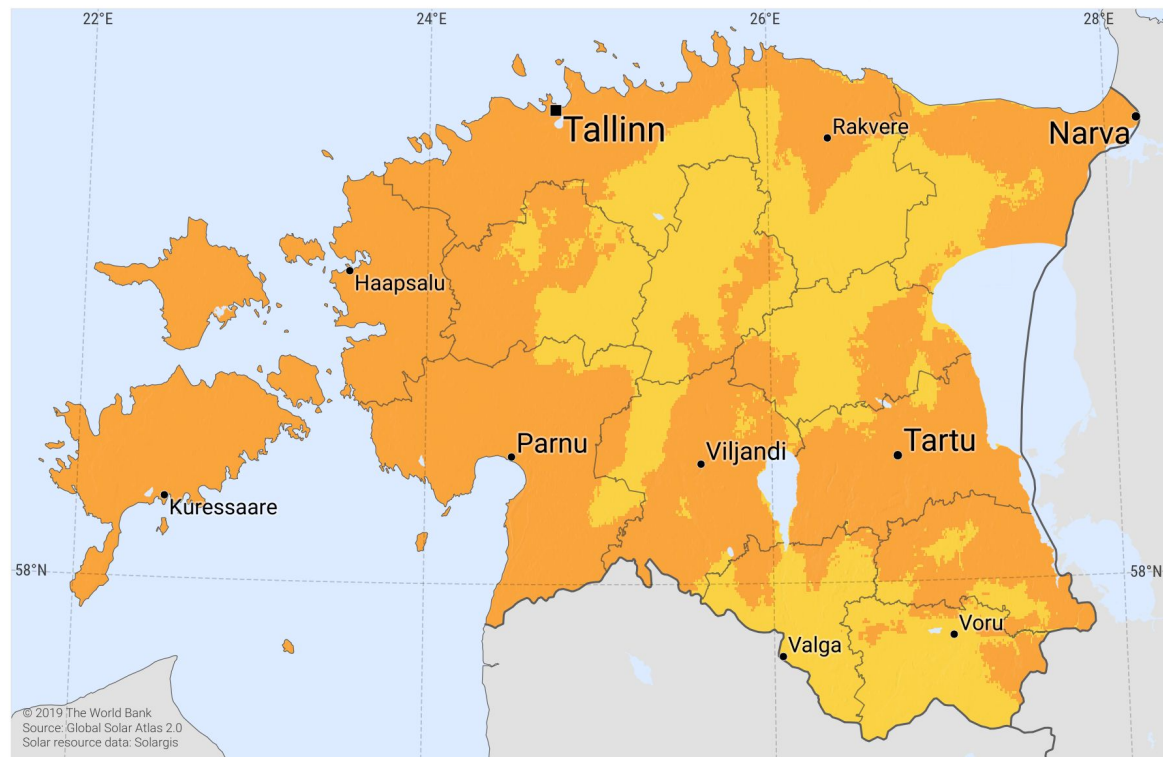 22°E
24°E
26°E
28°E
Tallinn
Rakvere
Narva
Haapsalu
Parnu
Viljandi
Tartu
Kuressaare
58°N
58°N
Voru
Valga
© 2019 The World Bank
Source: Global Solar Atlas 2.0
Solar resource data: Solargis